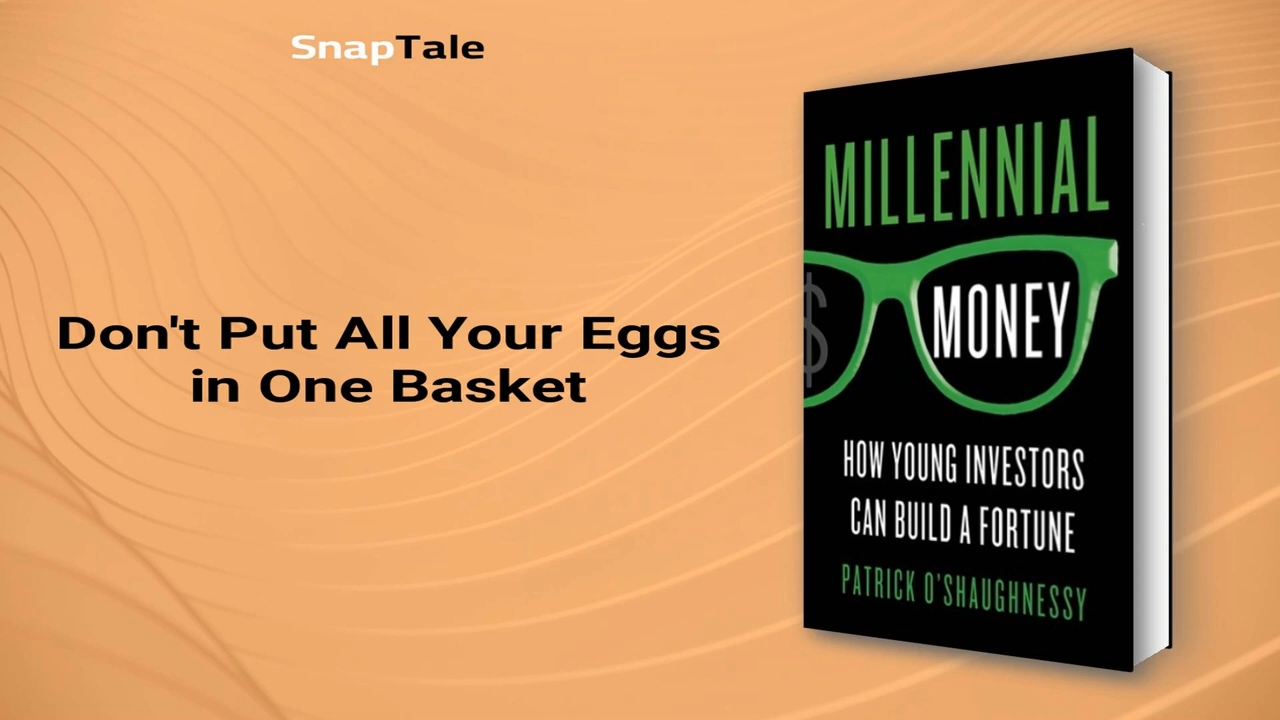 SnapTale
Don't Put All Your Eggs
in One Basket
MILLENNIAL
$ MONEY
HOW YOUNG INVESTORS
CAN BUILD A FORTUNE
PATRICK O'SHAUGHNESSY